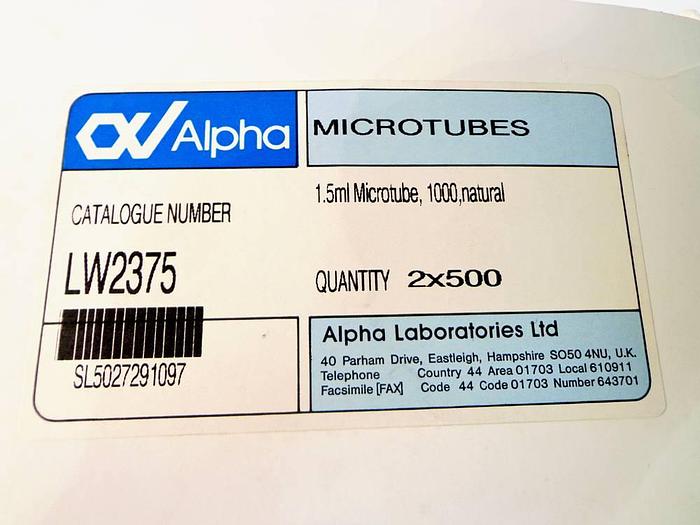 Alpha
MICROTUBES
1.5ml Microtube, 1000,natural
CATALOGUE NUMBER
LW2375
QUANTITY 2x500
SL5027291097
Alpha Laboratories Ltd
40 Parham Drive, Eastleigh, Hampshire SO50 4NU, U.K.
Telephone Country 44 Area 01703 Local 610911
Facsimile [FAX] Code 44 Code 01703 Number 643701